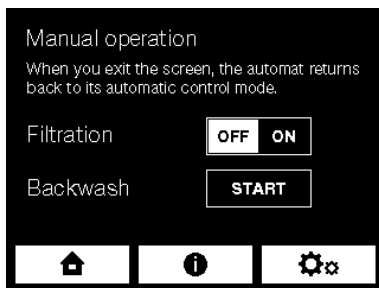 Manual operation
When you exit the screen, the automat returns
back to its automatic control mode.
Filtration OFF ON
Backwash START